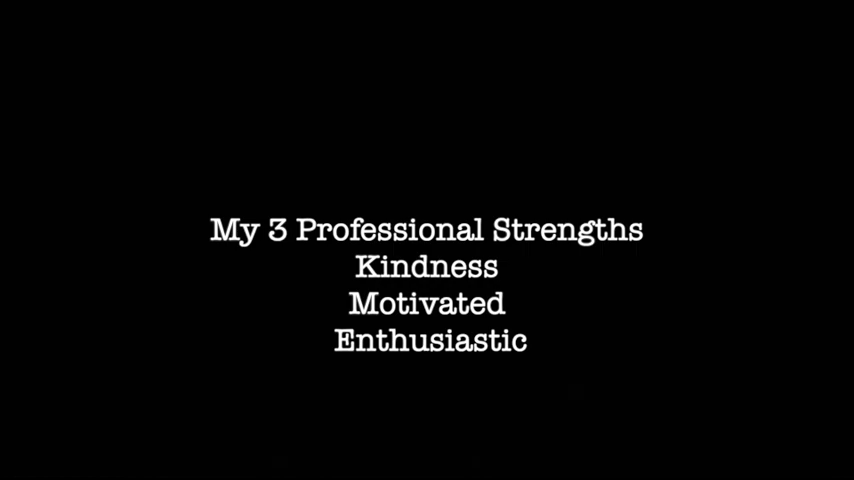 My 3 Professional Strengths
Kindness
Motivated
Enthusiastic